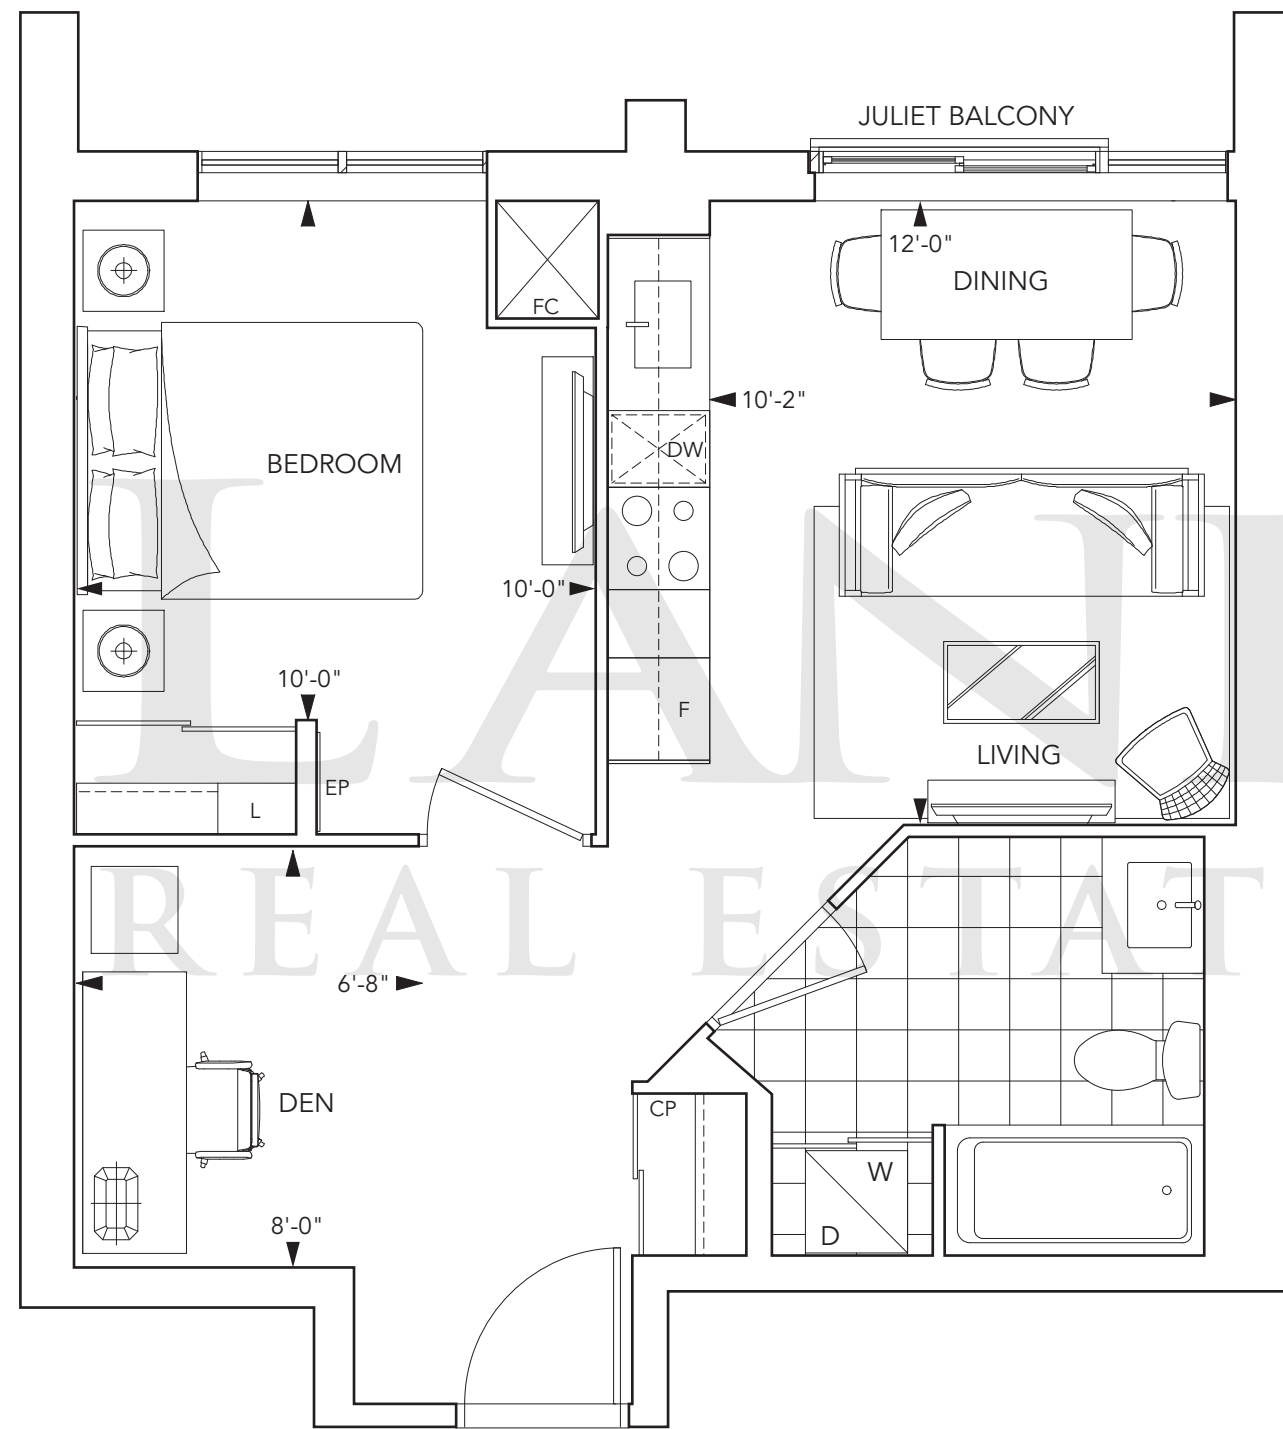 JULIET BALCONY
12'-0"
DINING
FC
10'-2"
DW
BEDROOM
10'-0"
10'-0"
F
LIVING
EP
L
LAN
REAL ESTAT
6'-8"
DEN
CP
W
D
8'-0"